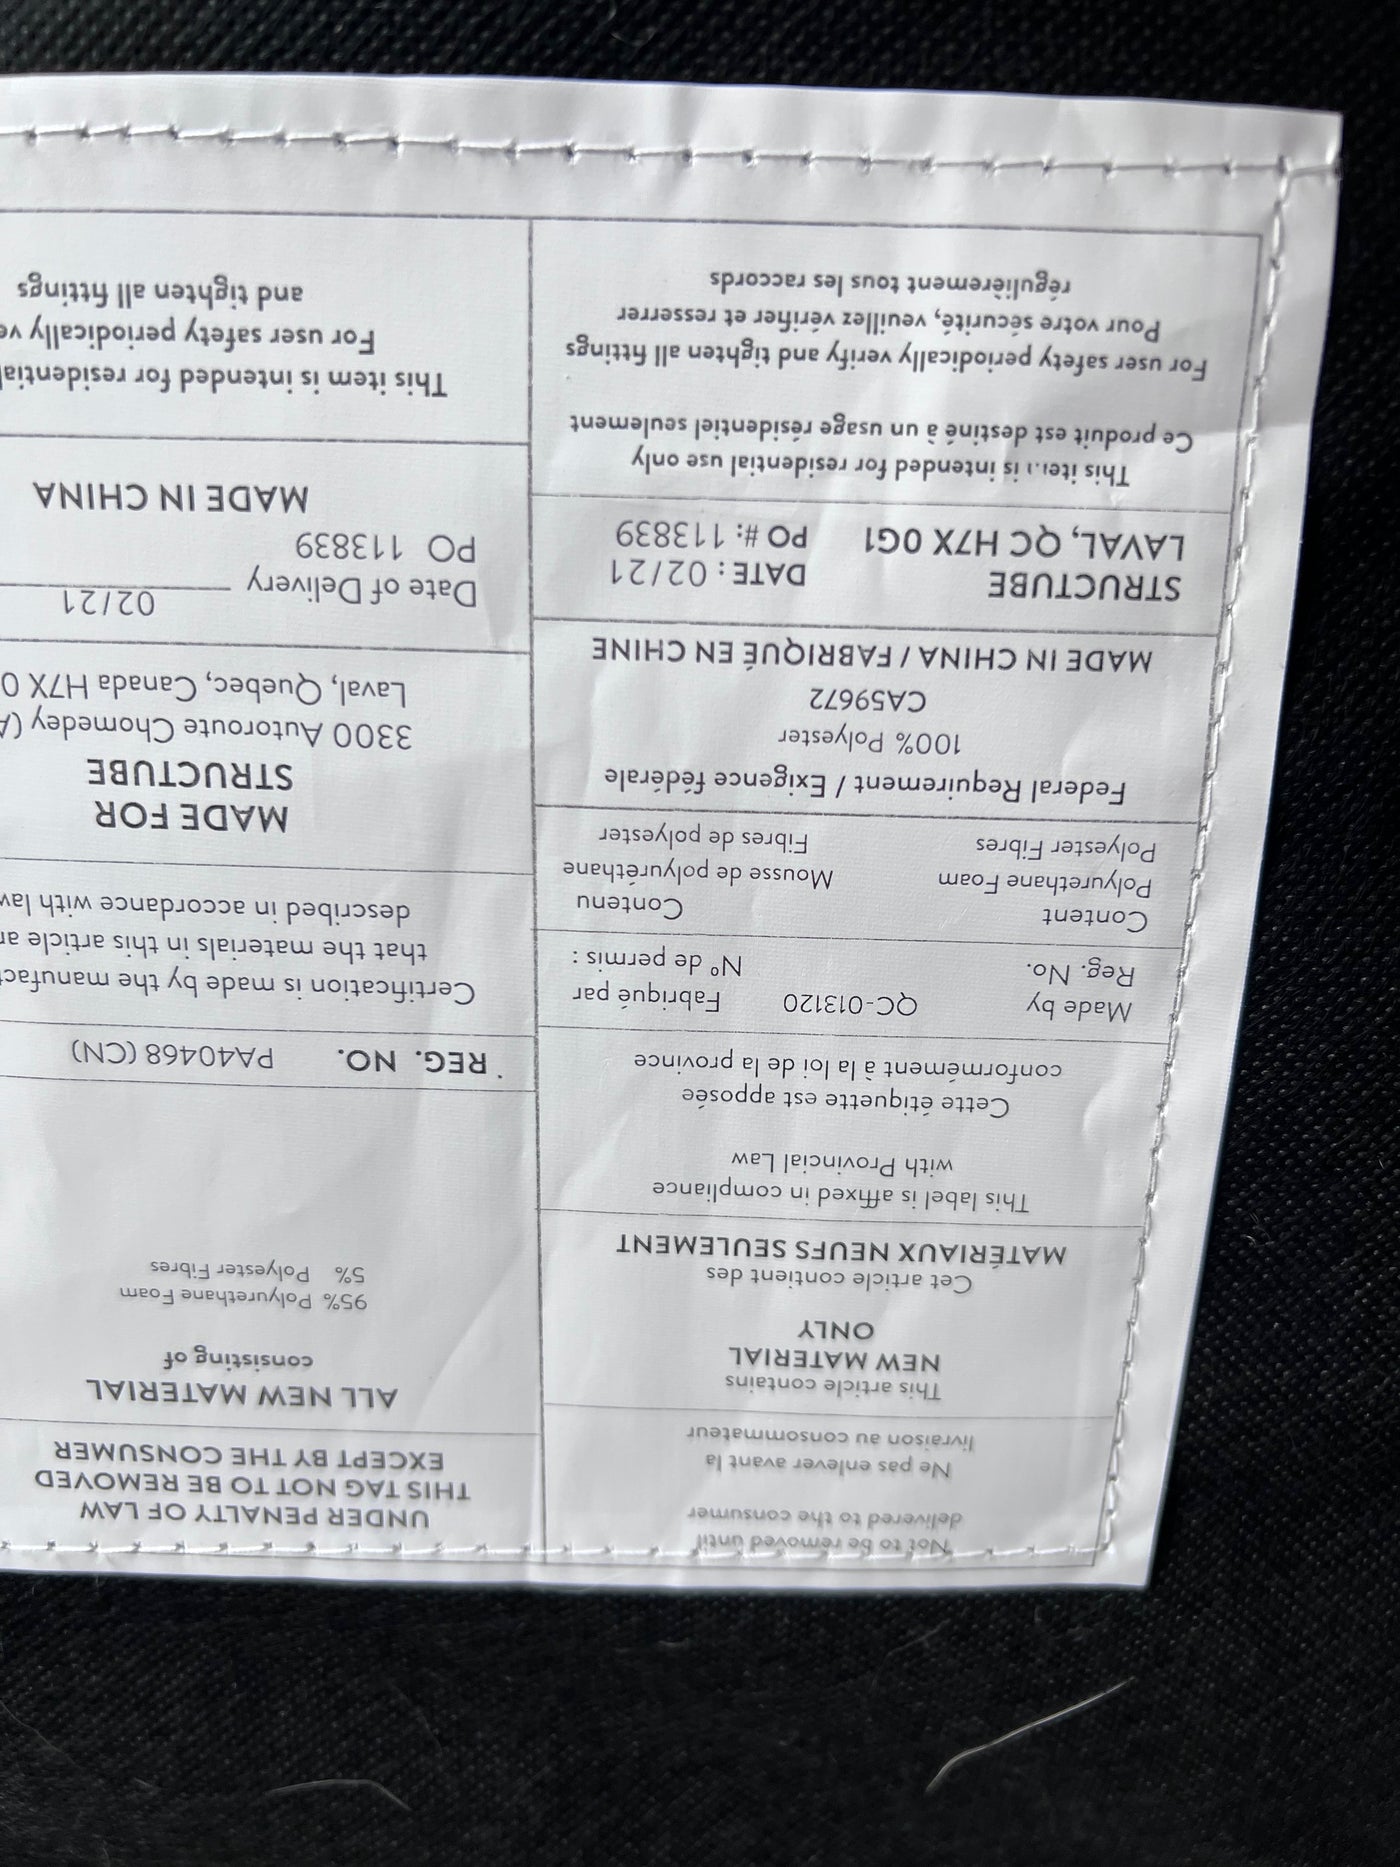 Not to be removed until
delivered to the consumer
Ne pas enlever avant la
livraison au consommateur
This article contains
NEW MATERIAL
ONLY
Cet article contient des
MATÉRIAUX NEUFS SEULEMENT
This label is affixed in compliance
with Provincial Law
Cette étiquette est apposée
conformément à la loi de la province
Made by QC-013120 Fabriqué par
Reg. No. N° de permis :
Content Contenu
Polyurethane Foam Mousse de polyuréthane
Polyester Fibres Fibres de polyester
Federal Requirement / Exigence fédérale
100% Polyester
CA59672
MADE IN CHINA / FABRIQUÉ EN CHINE
STRUCTUBE DATE : 02/21
LAVAL, QC H7X 0G1 PO #: 113839
This item is intended for residential use only
Ce produit est destiné à un usage résidentiel seulement
For user safety periodically verify and tighten all fittings
Pour votre sécurité, veuillez vérifier et resserrer
régulièrement tous les raccords
UNDER PENALTY OF LAW
THIS TAG NOT TO BE REMOVED
EXCEPT BY THE CONSUMER
ALL NEW MATERIAL
consisting of
95% Polyurethane Foam
5% Polyester Fibres
REG. NO. PA40468 (CN)
Certification is made by the manufact
that the materials in this article ar
described in accordance with law
MADE FOR
STRUCTUBE
3300 Autoroute Chomedey (A
Laval, Quebec, Canada H7X 0
Date of Delivery 02/21
PO 113839
MADE IN CHINA
This item is intended for residential
For user safety periodically ve
and tighten all fittings